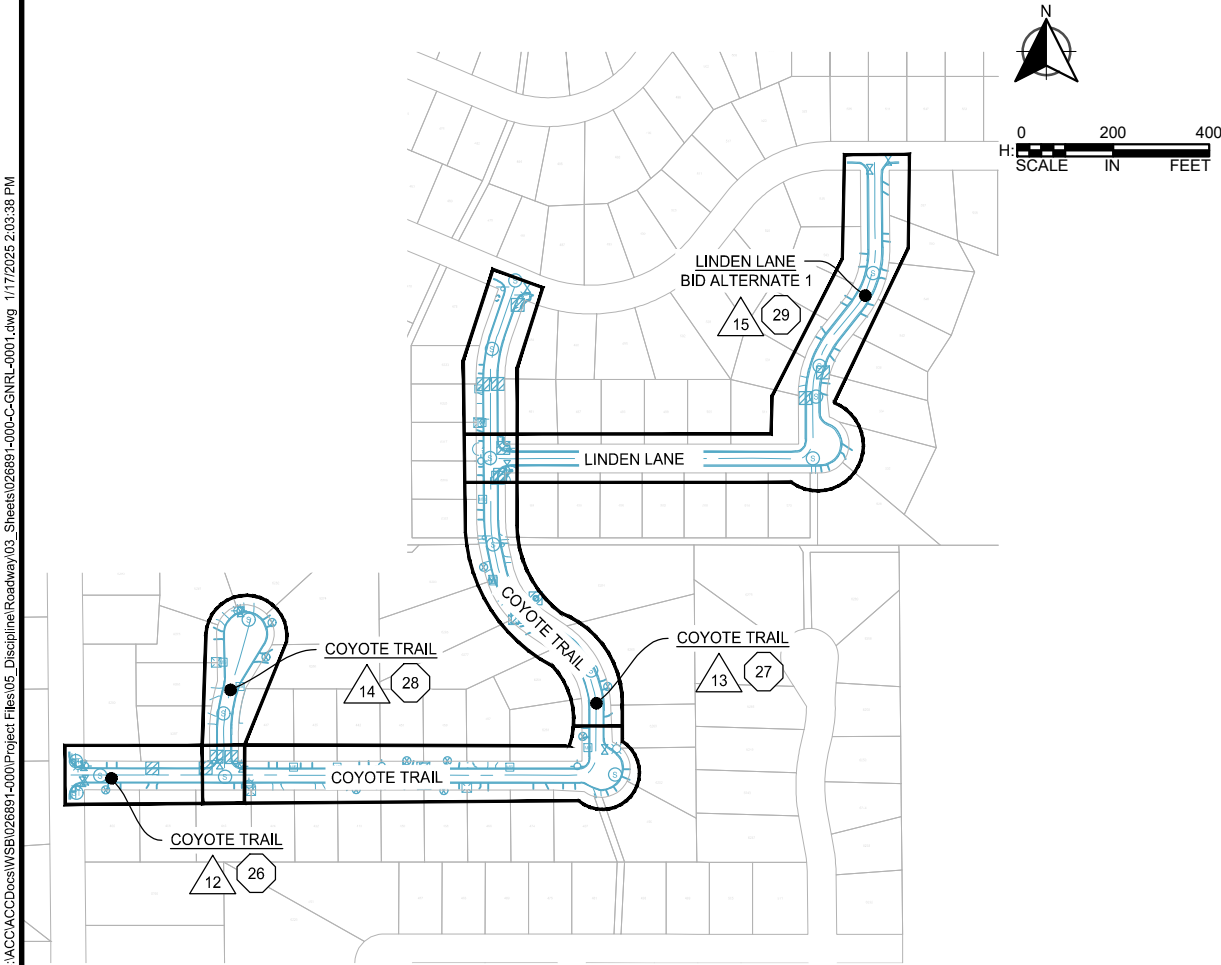 N
0 200 400
H:
SCALE IN FEET
LINDEN LANE
BID ALTERNATE 1
15 29
LINDEN LANE
COYOTE TRAIL
COYOTE TRAIL
14 28
COYOTE TRAIL
13 27
COYOTE TRAIL
COYOTE TRAIL
12 26
:\ACC\ACCDocs\WSB\026891-000\Project Files\05_Discipline\Roadway\03_Sheets\026891-000-C-GNRL-0001.dwg 1/17/2025 2:03:38 PM